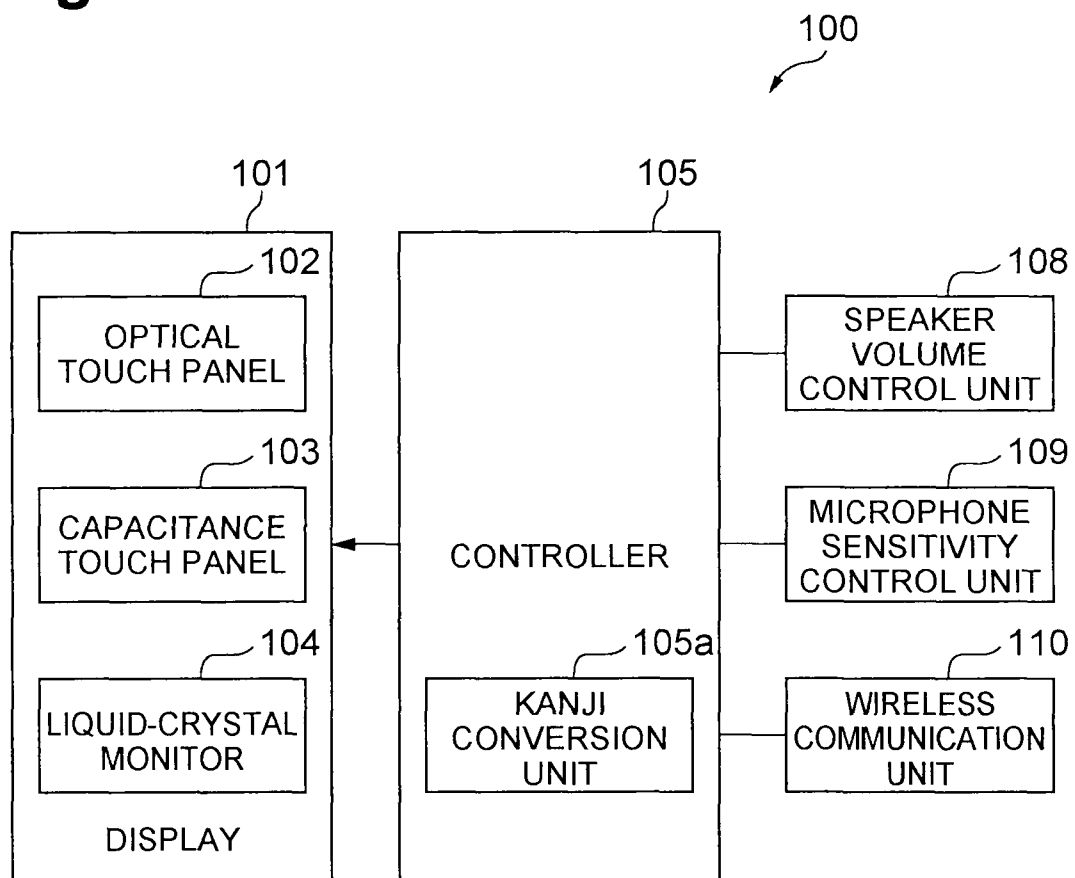 100
101
105
102
OPTICAL
TOUCH PANEL
103
CAPACITANCE
TOUCH PANEL
104
LIQUID-CRYSTAL
MONITOR
DISPLAY
CONTROLLER
105a
KANJI
CONVERSION
UNIT
108
SPEAKER
VOLUME
CONTROL UNIT
109
MICROPHONE
SENSITIVITY
CONTROL UNIT
110
WIRELESS
COMMUNICATION
UNIT